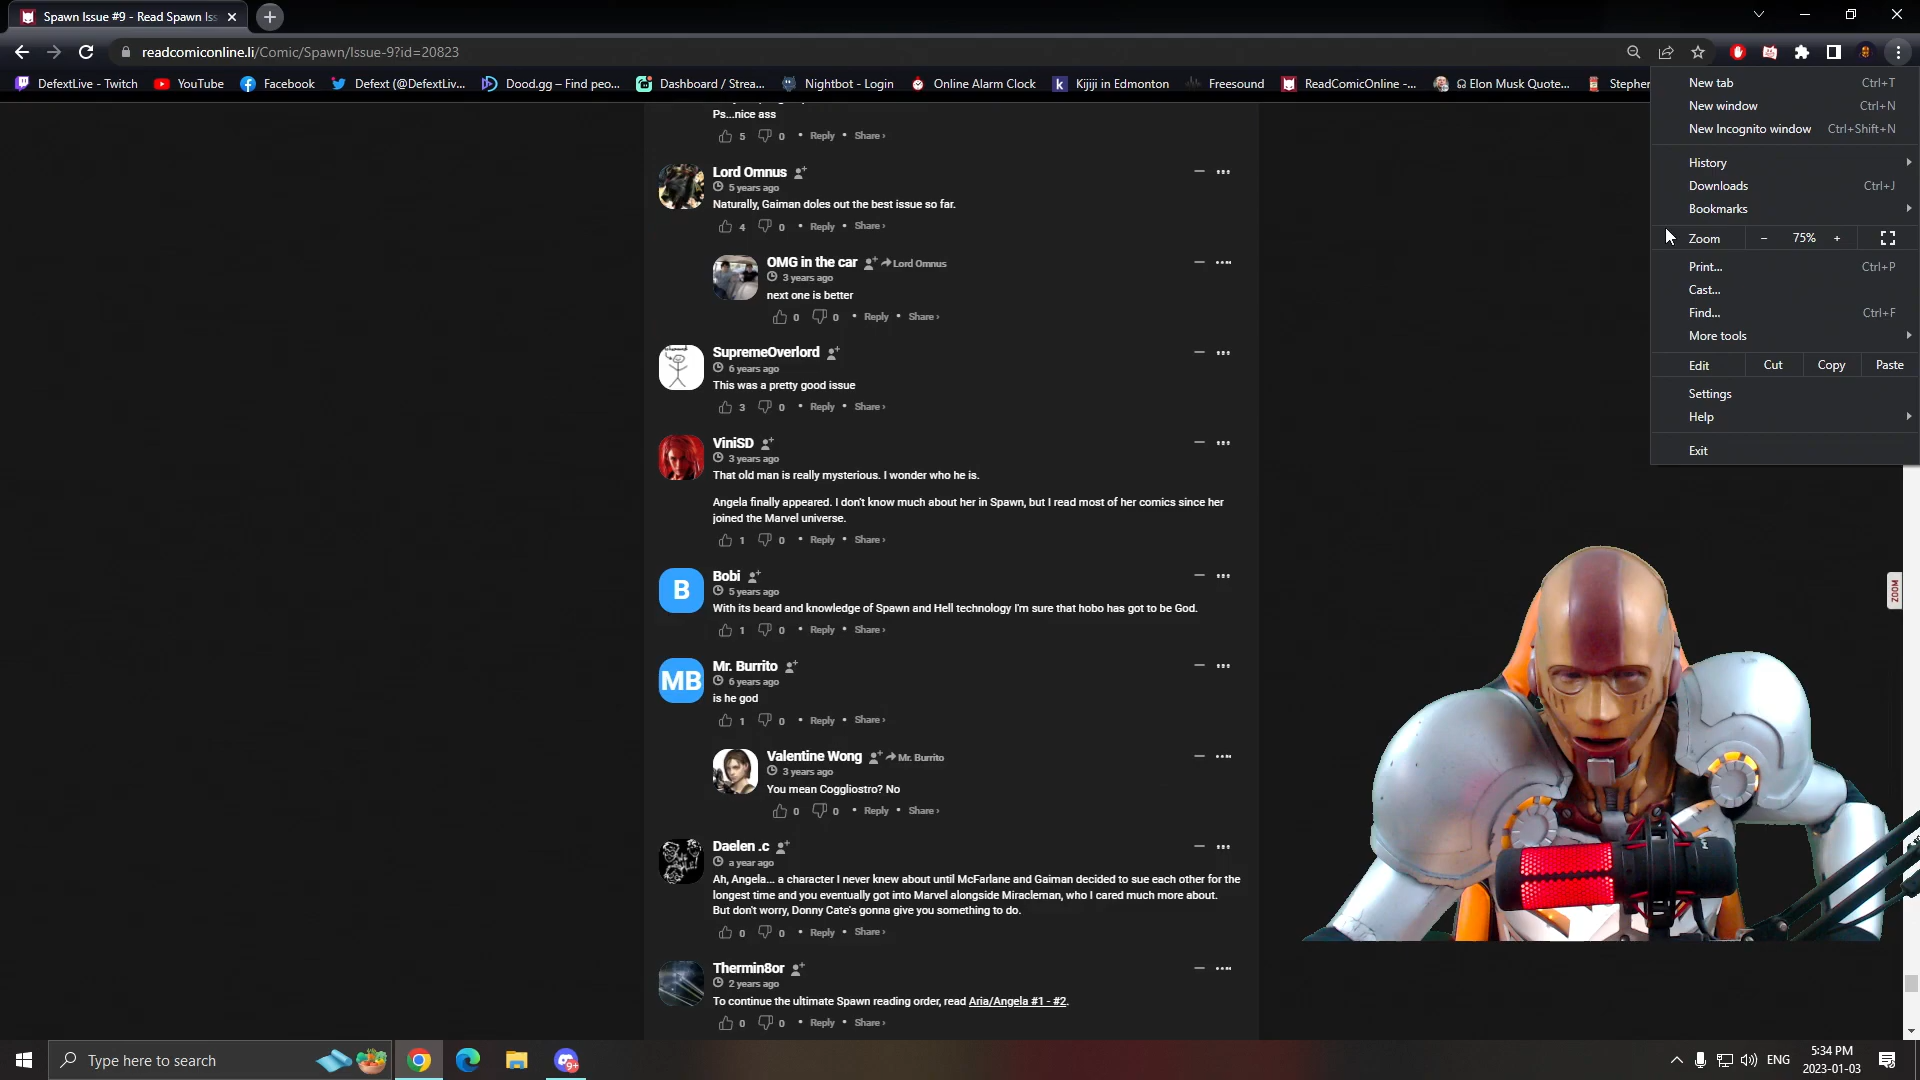 Spawn Issue #9 - Read Spawn Iss
readcomiconline.li/Comic/Spawn/Issue-9?id=20823
DefextLive - Twitch
YouTube
Facebook
Defext (@DefextLiv...
Dood.gg – Find peo...
Dashboard / Strea...
Nightbot - Login
Online Alarm Clock
Kijiji in Edmonton
Freesound
ReadComicOnline -...
Elon Musk Quote...
Stephen
New tab Ctrl+T
New window Ctrl+N
New Incognito window Ctrl+Shift+N
History
Downloads Ctrl+J
Bookmarks
Zoom − 75% +
Print... Ctrl+P
Cast...
Find... Ctrl+F
More tools
Edit Cut Copy Paste
Settings
Help
Exit
Ps...nice ass
5 0 • Reply • Share ›
Lord Omnus
5 years ago
Naturally, Gaiman doles out the best issue so far.
4 0 • Reply • Share ›
OMG in the car Lord Omnus
3 years ago
next one is better
0 0 • Reply • Share ›
SupremeOverlord
6 years ago
This was a pretty good issue
3 0 • Reply • Share ›
ViniSD
3 years ago
That old man is really mysterious. I wonder who he is.
Angela finally appeared. I don't know much about her in Spawn, but I read most of her comics since her
joined the Marvel universe.
1 0 • Reply • Share ›
B
Bobi
5 years ago
With its beard and knowledge of Spawn and Hell technology I'm sure that hobo has got to be God.
1 0 • Reply • Share ›
MB
Mr. Burrito
6 years ago
is he god
1 0 • Reply • Share ›
Valentine Wong Mr. Burrito
3 years ago
You mean Coggliostro? No
0 0 • Reply • Share ›
Daelen .c
a year ago
Ah, Angela... a character I never knew about until McFarlane and Gaiman decided to sue each other for the
longest time and you eventually got into Marvel alongside Miracleman, who I cared much more about.
But don't worry, Donny Cate's gonna give you something to do.
0 0 • Reply • Share ›
Thermin8or
2 years ago
To continue the ultimate Spawn reading order, read Aria/Angela #1 - #2.
0 0 • Reply • Share ›
ZOOM
Type here to search
9+
ENG
5:34 PM
2023-01-03